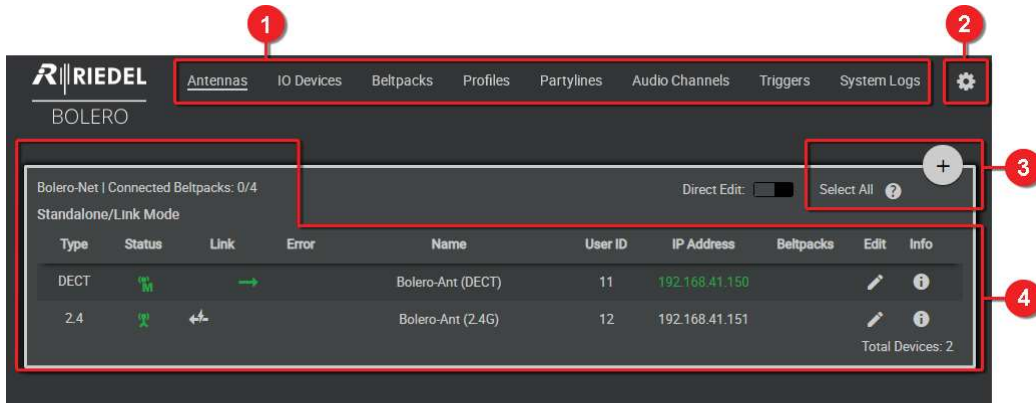 1
2
RIEDEL
Antennas IO Devices Beltpacks Profiles Partylines Audio Channels Triggers System Logs
BOLERO
+
3
Bolero-Net | Connected Beltpacks: 0/4 Direct Edit: Select All ?
Standalone/Link Mode
Type Status Link Error Name User ID IP Address Beltpacks Edit Info
DECT M Bolero-Ant (DECT) 11 192.168.41.150 i
4
2.4 Bolero-Ant (2.4G) 12 192.168.41.151 i
Total Devices: 2